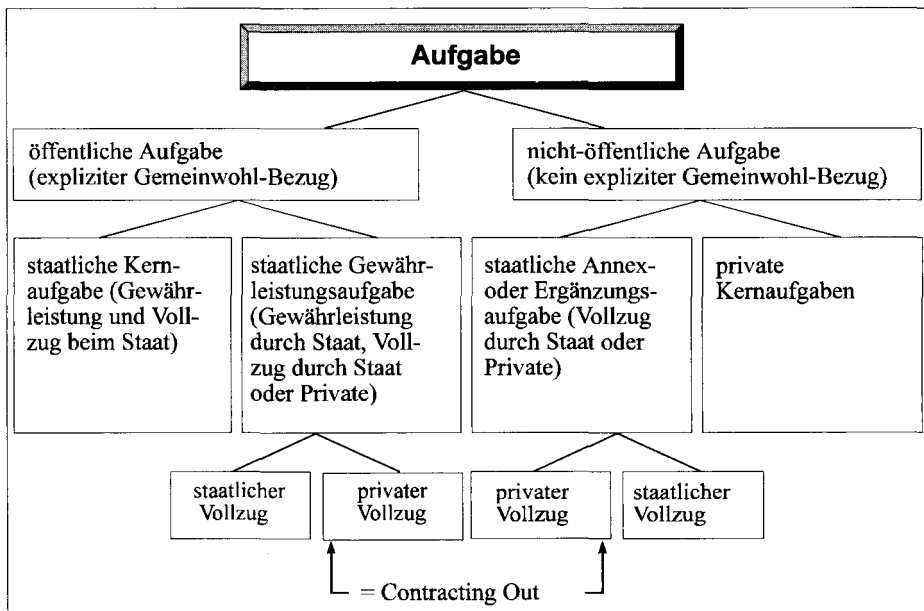 Aufgabe
öffentliche Aufgabe
(expliziter Gemeinwohl-Bezug)
nicht-öffentliche Aufgabe
(kein expliziter Gemeinwohl-Bezug)
staatliche Kern-
aufgabe (Gewähr-
leistung und Voll-
zug beim Staat)
staatliche Gewähr-
leistungsaufgabe
(Gewährleistung
durch Staat, Voll-
zug durch Staat
oder Private)
staatliche Annex-
oder Ergänzungs-
aufgabe (Vollzug
durch Staat oder
Private)
private
Kernaufgaben
staatlicher
Vollzug
privater
Vollzug
privater
Vollzug
staatlicher
Vollzug
= Contracting Out